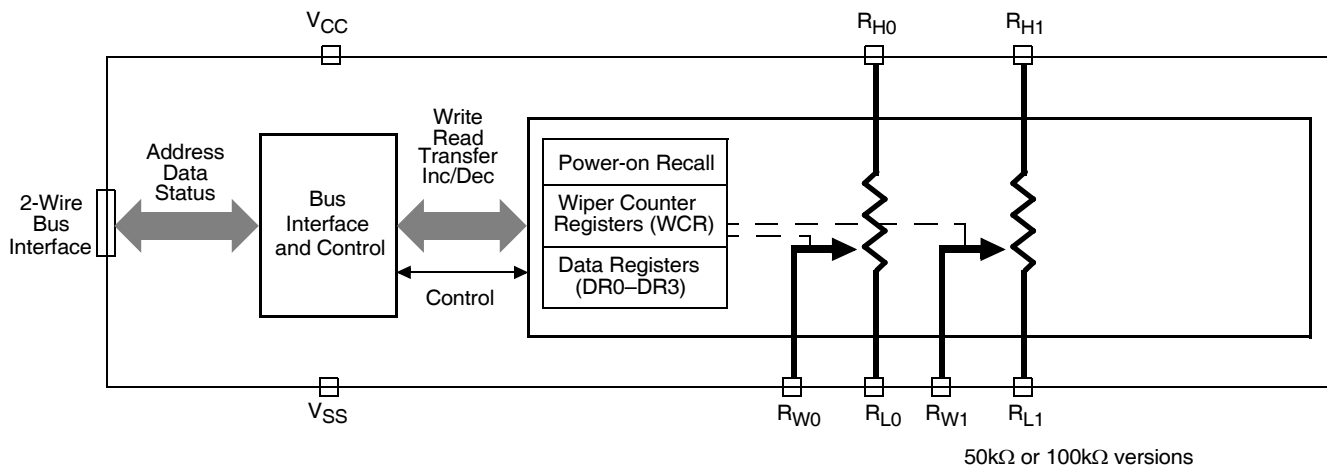 VCC
RH0
RH1
Address
Data
Status
Write
Read
Transfer
Inc/Dec
2-Wire
Bus
Interface
Bus
Interface
and Control
Control
Power-on Recall
Wiper Counter
Registers (WCR)
Data Registers
(DR0–DR3)
VSS
RW0
RL0
RW1
RL1
50kΩ or 100kΩ versions